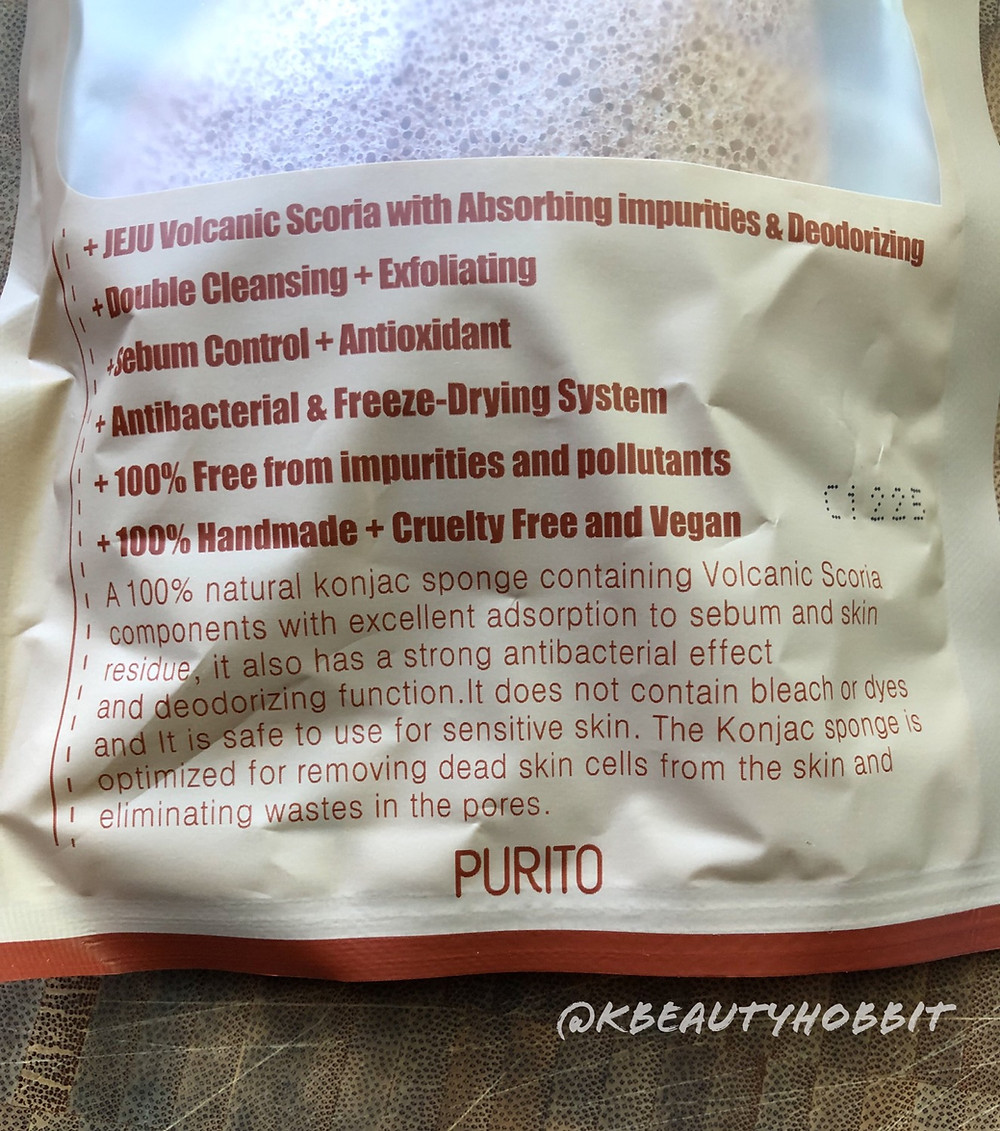 + JEJU Volcanic Scoria with Absorbing impurities & Deodorizing
+ Double Cleansing + Exfoliating
+ Sebum Control + Antioxidant
+ Antibacterial & Freeze-Drying System
+ 100% Free from impurities and pollutants
+ 100% Handmade + Cruelty Free and Vegan
C1225
A 100% natural konjac sponge containing Volcanic Scoria
components with excellent adsorption to sebum and skin
residue, it also has a strong antibacterial effect
and deodorizing function.It does not contain bleach or dyes
and It is safe to use for sensitive skin. The Konjac sponge is
optimized for removing dead skin cells from the skin and
eliminating wastes in the pores.
PURITO
@KBEAUTYHOBBIT